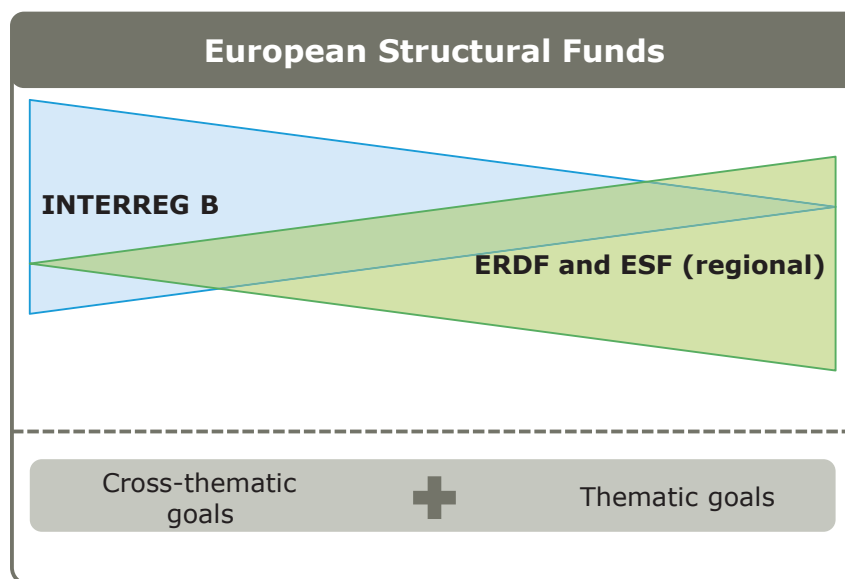 European Structural Funds
INTERREG B
ERDF and ESF (regional)
Cross-thematic
goals
Thematic goals